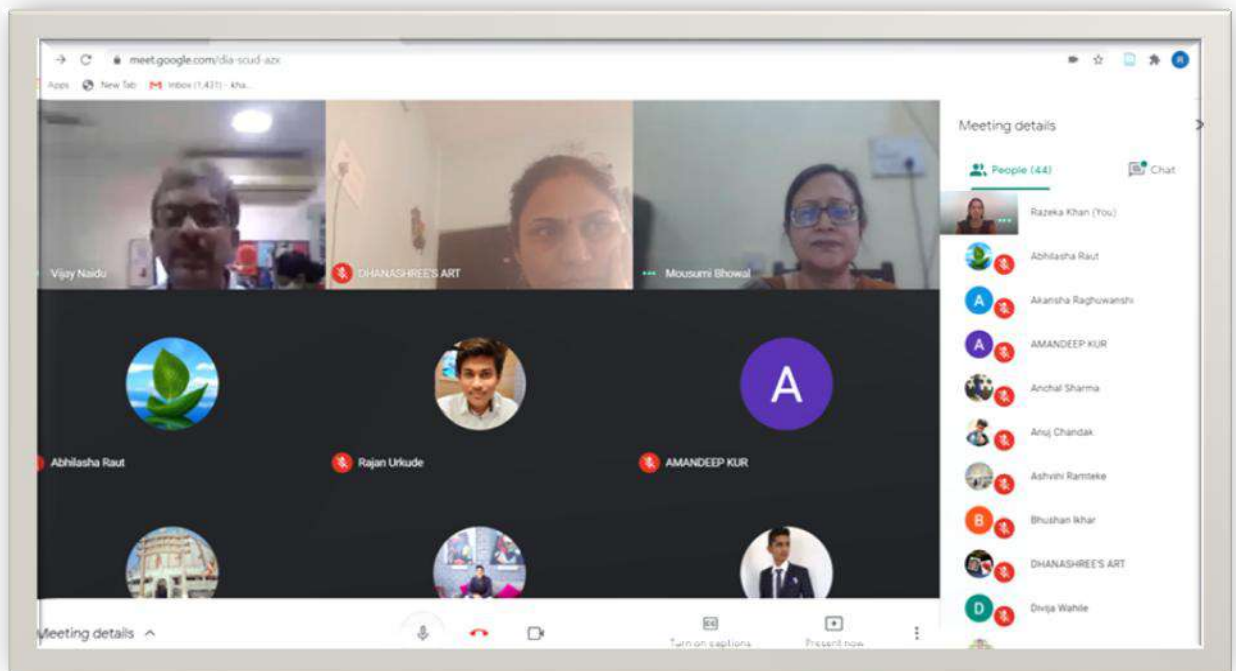 meet.google.com/dia-scud-azx
R
Apps New Tab Inbox (1,431) - kha...
Meeting details
People (44) Chat
Vijay Naidu
DHANASHREE'S ART
Mousumi Bhowal
Abhilasha Raut
Rajan Urkude
A
AMANDEEP KUR
Razeka Khan (You)
Abhilasha Raut
A Akansha Raghuwanshi
A AMANDEEP KUR
Anchal Sharma
Anuj Chandak
Ashvini Ramteke
B Bhushan Ikhar
DHANASHREE'S ART
D Divija Wahile
Meeting details
Turn on captions
Present now